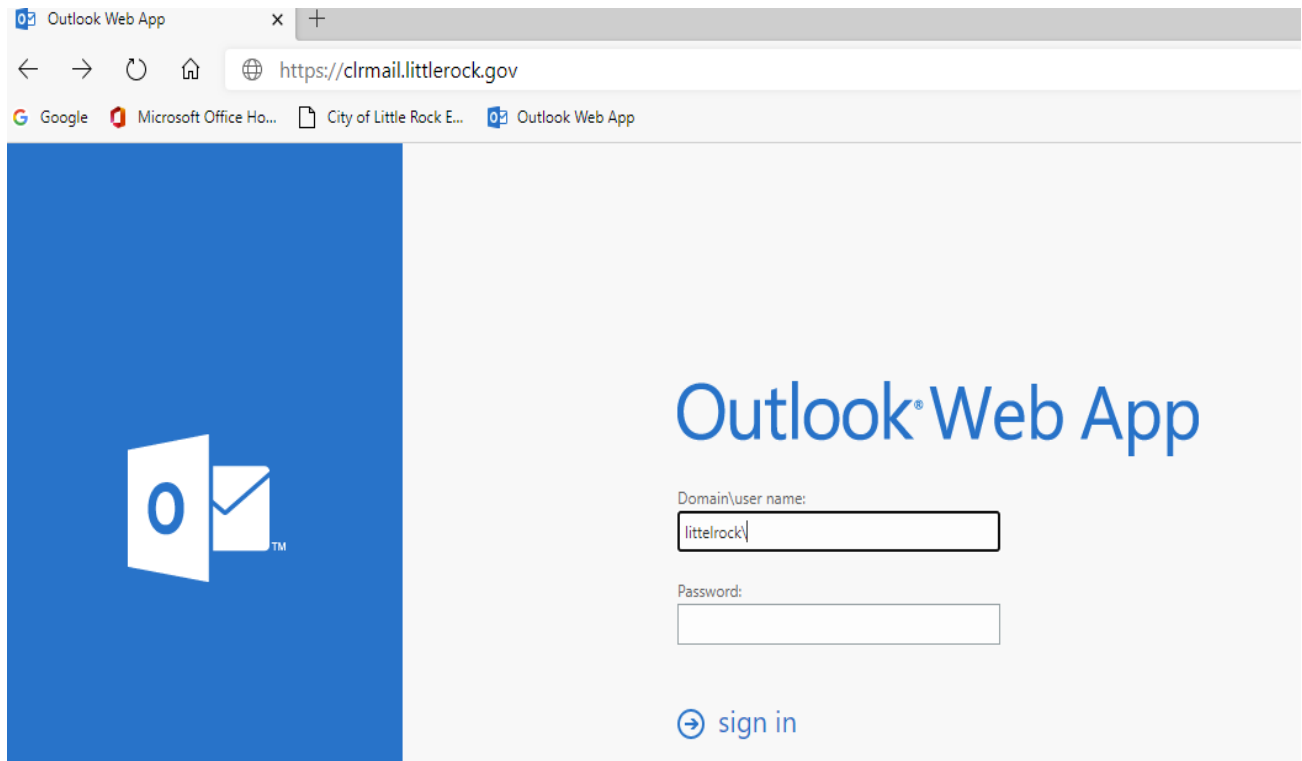 Outlook Web App
https://clrmail.littlerock.gov
Google Microsoft Office Ho... City of Little Rock E... Outlook Web App
Outlook® Web App
Domain\user name:
littelrock\
Password:
sign in
O
TM